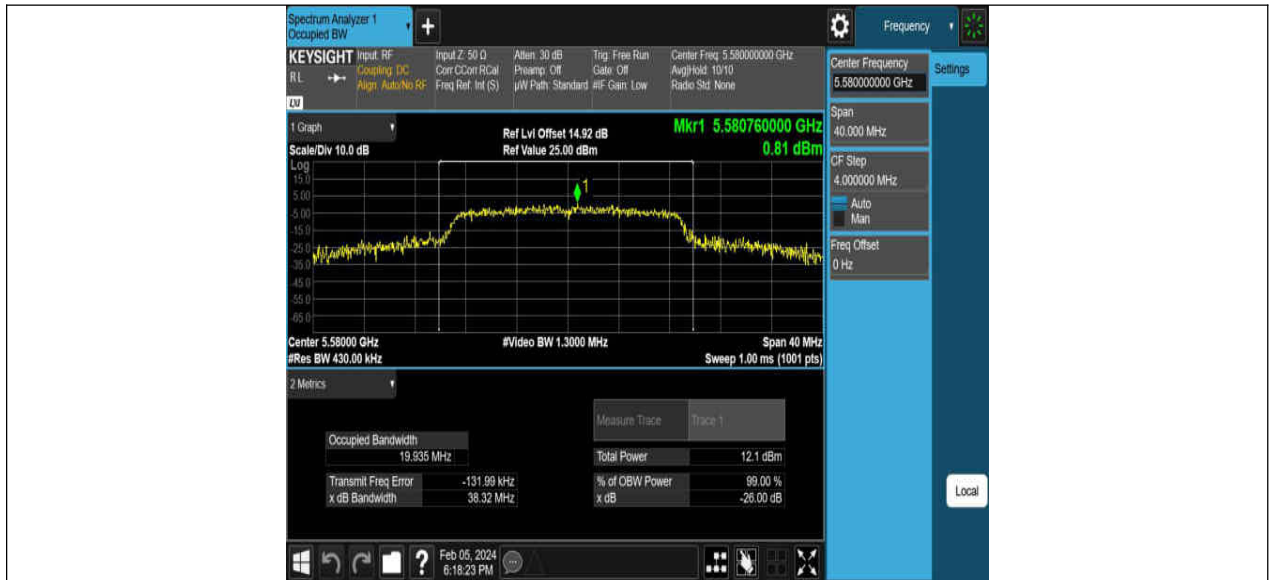 Spectrum Analyzer 1
Occupied BW
+
Frequency
KEYSIGHT
RL
LXI
Input: RF
Coupling: DC
Align: Auto/No RF
Input Z: 50 Ω
Corr CCorr RCal
Freq Ref: Int (S)
Atten: 30 dB
Preamp: Off
µW Path: Standard
Trig: Free Run
Gate: Off
#IF Gain: Low
Center Freq: 5.580000000 GHz
Avg|Hold: 10/10
Radio Std: None
Center Frequency
5.580000000 GHz
Settings
Span
40.000 MHz
CF Step
4.000000 MHz
Auto
Man
Freq Offset
0 Hz
1 Graph
Scale/Div 10.0 dB
Ref Lvl Offset 14.92 dB
Ref Value 25.00 dBm
Mkr1 5.580760000 GHz
0.81 dBm
Log
15.0
5.00
-5.00
-15.0
-25.0
-35.0
-45.0
-55.0
-65.0
1
Center 5.58000 GHz
#Res BW 430.00 kHz
#Video BW 1.3000 MHz
Span 40 MHz
Sweep 1.00 ms (1001 pts)
2 Metrics
Measure Trace Trace 1
Occupied Bandwidth
19.935 MHz
Total Power 12.1 dBm
Transmit Freq Error -131.99 kHz
% of OBW Power 99.00 %
x dB Bandwidth 38.32 MHz
x dB -26.00 dB
Local
?
Feb 05, 2024
6:18:23 PM